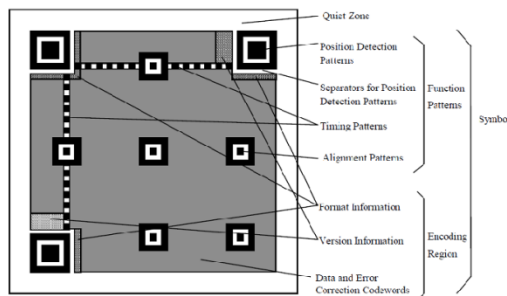 Quiet Zone
Position Detection
Patterns
Separators for Position
Detection Patterns
Function
Patterns
Timing Patterns
Symbo
Alignment Patterns
Format Information
Version Information
Encoding
Region
Data and Error
Correction Codewords